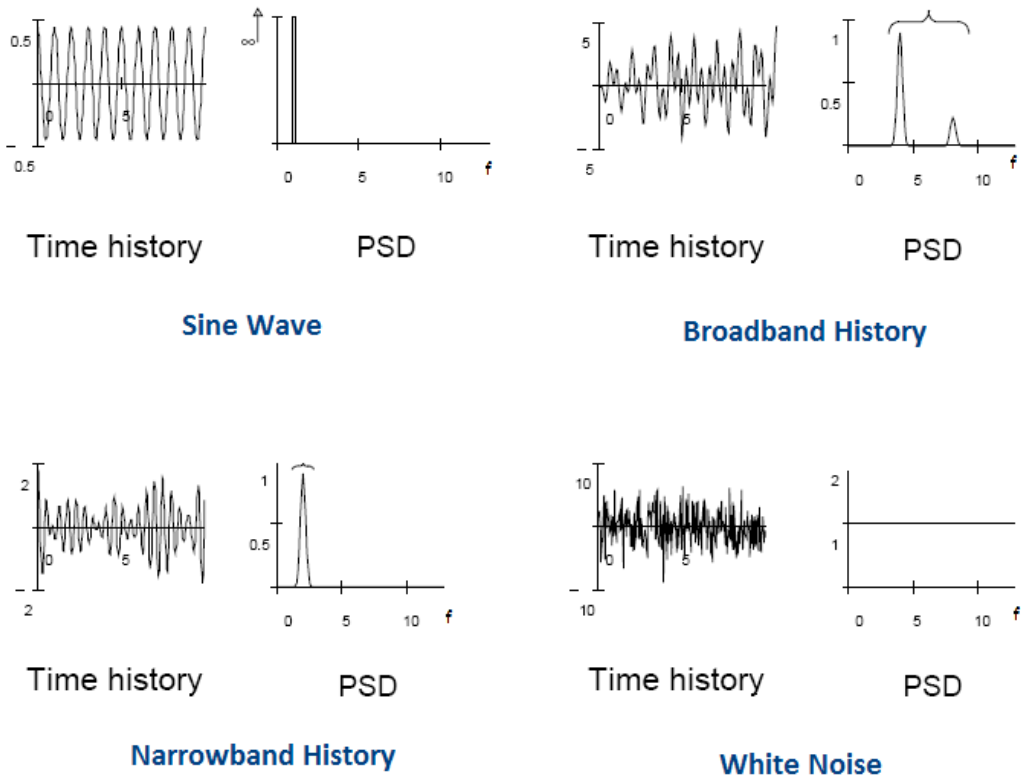 0.5
0
5
– 0.5
∞
0
5
10
f
Time history
PSD
Sine Wave
5
0
5
5
1
0.5
0
5
10
f
Time history
PSD
Broadband History
2
0
5
– 2
1
0.5
0
5
10
f
Time history
PSD
Narrowband History
10
0
5
– 10
2
1
0
5
10
f
Time history
PSD
White Noise